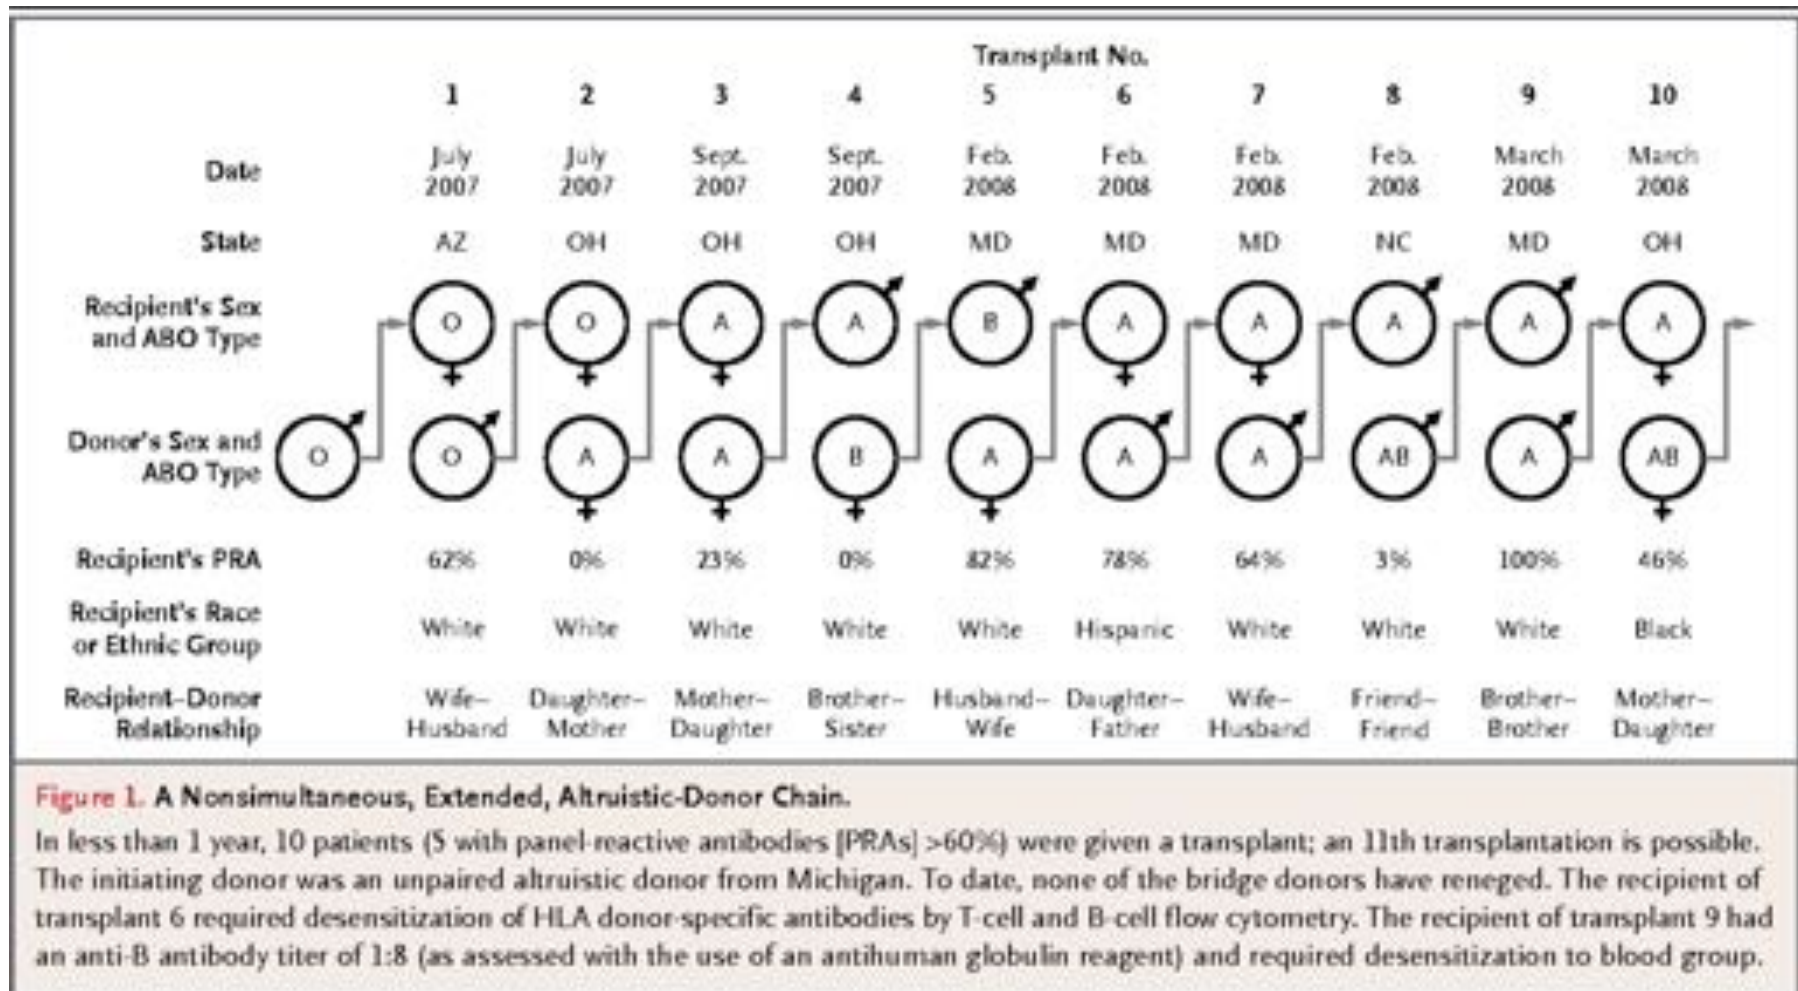 Transplant No.
1 2 3 4 5 6 7 8 9 10
Date
July 2007 July 2007 Sept. 2007 Sept. 2007 Feb. 2008 Feb. 2008 Feb. 2008 Feb. 2008 March 2008 March 2008
State AZ OH OH OH MD MD MD NC MD OH
Recipient's Sex
and ABO Type
O O A A B A A A A A
Donor's Sex and
ABO Type
O O A A B A A A AB A AB
Recipient's PRA 62% 0% 23% 0% 82% 78% 64% 3% 100% 46%
Recipient's Race
or Ethnic Group
White White White White White Hispanic White White White Black
Recipient–Donor
Relationship
Wife– Daughter– Mother– Brother– Husband– Daughter– Wife– Friend– Brother– Mother–
Husband Mother Daughter Sister Wife Father Husband Friend Brother Daughter
Figure 1. A Nonsimultaneous, Extended, Altruistic-Donor Chain.
In less than 1 year, 10 patients (5 with panel-reactive antibodies [PRAs] >60%) were given a transplant; an 11th transplantation is possible.
The initiating donor was an unpaired altruistic donor from Michigan. To date, none of the bridge donors have reneged. The recipient of
transplant 6 required desensitization of HLA donor-specific antibodies by T-cell and B-cell flow cytometry. The recipient of transplant 9 had
an anti-B antibody titer of 1:8 (as assessed with the use of an antihuman globulin reagent) and required desensitization to blood group.